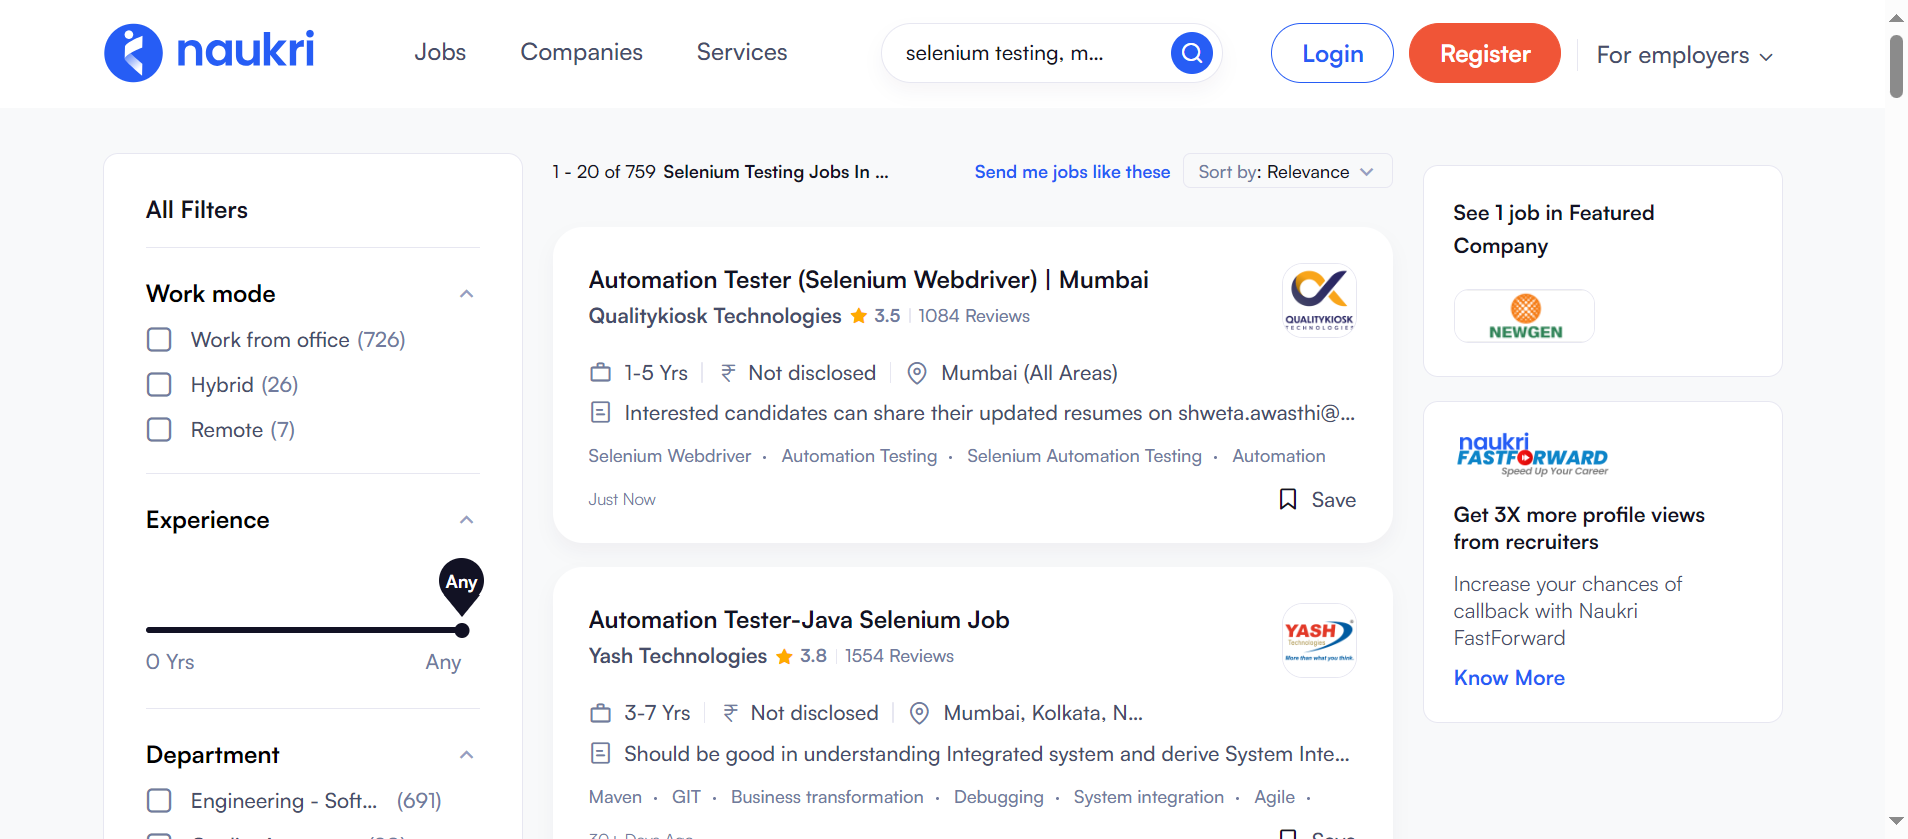 naukri
Jobs
Companies
Services
selenium testing, m...
Login
Register
For employers
All Filters
Work mode
Work from office (726)
Hybrid (26)
Remote (7)
Experience
Any
0 Yrs
Any
Department
Engineering - Soft... (691)
1 - 20 of 759 Selenium Testing Jobs In ...
Send me jobs like these
Sort by: Relevance
Automation Tester (Selenium Webdriver) | Mumbai
Qualitykiosk Technologies 3.5 1084 Reviews
QUALITYKIOSK
TECHNOLOGIES
1-5 Yrs ₹ Not disclosed Mumbai (All Areas)
Interested candidates can share their updated resumes on shweta.awasthi@...
Selenium Webdriver · Automation Testing · Selenium Automation Testing · Automation
Just Now
Save
Automation Tester-Java Selenium Job
Yash Technologies 3.8 1554 Reviews
YASH
Technologies
More than what you think.
3-7 Yrs ₹ Not disclosed Mumbai, Kolkata, N...
Should be good in understanding Integrated system and derive System Inte...
Maven · GIT · Business transformation · Debugging · System integration · Agile ·
30+ Days Ago
Save
See 1 job in Featured
Company
NEWGEN
naukri
FASTFORWARD
Speed Up Your Career
Get 3X more profile views
from recruiters
Increase your chances of
callback with Naukri
FastForward
Know More